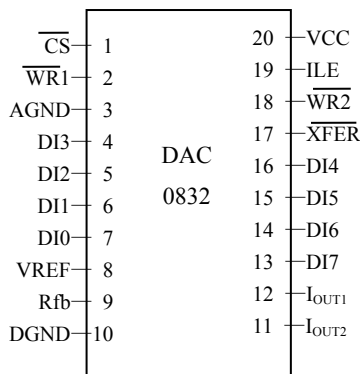 CS 1
WR1 2
AGND 3
DI3 4
DI2 5
DI1 6
DI0 7
VREF 8
Rfb 9
DGND 10
DAC
0832
20 VCC
19 ILE
18 WR2
17 XFER
16 DI4
15 DI5
14 DI6
13 DI7
12 IOUT1
11 IOUT2